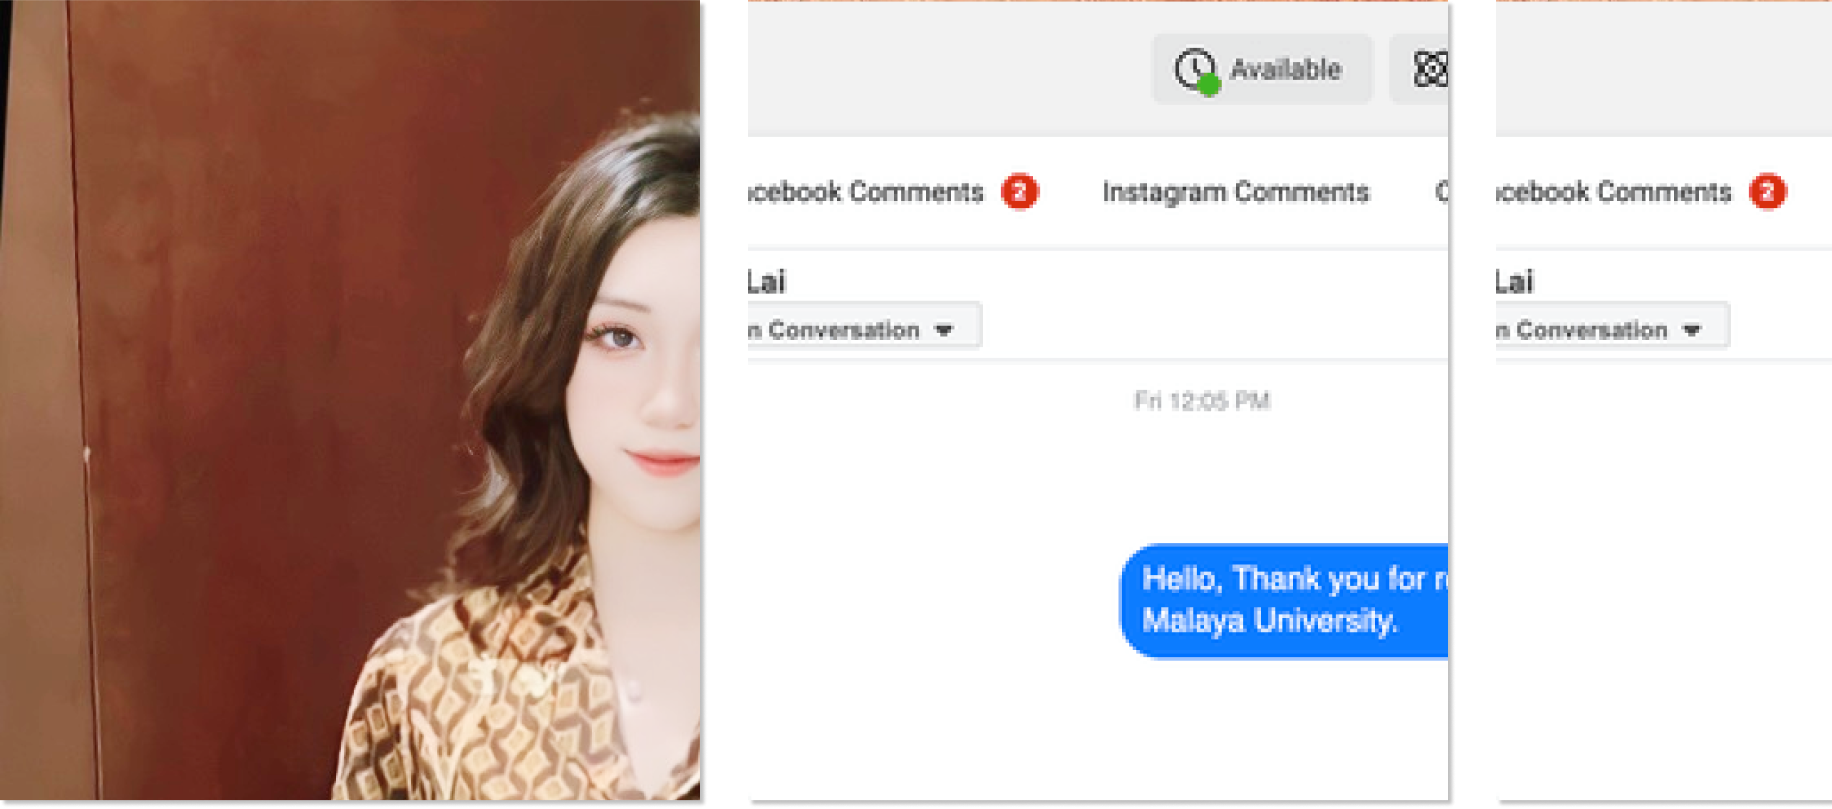 Available
cebook Comments 2
Instagram Comments
Lai
n Conversation
Fri 12:05 PM
Hello, Thank you for
Malaya University.
cebook Comments 2
Lai
n Conversation